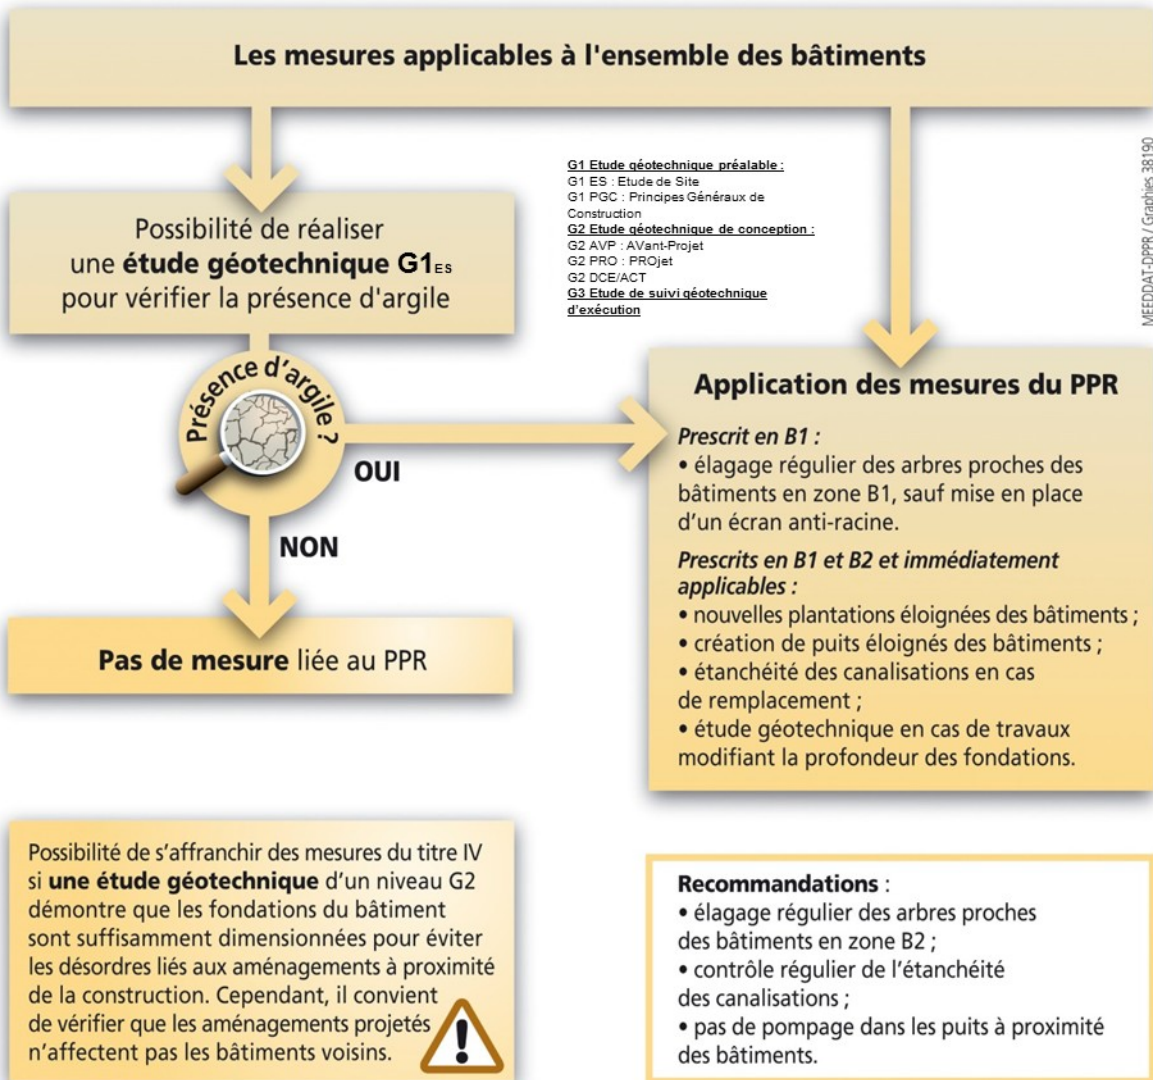 Les mesures applicables à l'ensemble des bâtiments
Possibilité de réaliser
une étude géotechnique G1ES
pour vérifier la présence d'argile
G1 Etude géotechnique préalable :
G1 ES : Etude de Site
G1 PGC : Principes Généraux de
Construction
G2 Etude géotechnique de conception :
G2 AVP : AVant-Projet
G2 PRO : PROjet
G2 DCE/ACT
G3 Etude de suivi géotechnique
d'exécution
MEEDDAT-DPPR / Graphies 38190
Présence d'argile ?
OUI
NON
Pas de mesure liée au PPR
Application des mesures du PPR
Prescrit en B1 :
• élagage régulier des arbres proches des
bâtiments en zone B1, sauf mise en place
d'un écran anti-racine.
Prescrits en B1 et B2 et immédiatement
applicables :
• nouvelles plantations éloignées des bâtiments ;
• création de puits éloignés des bâtiments ;
• étanchéité des canalisations en cas
de remplacement ;
• étude géotechnique en cas de travaux
modifiant la profondeur des fondations.
Possibilité de s'affranchir des mesures du titre IV
si une étude géotechnique d'un niveau G2
démontre que les fondations du bâtiment
sont suffisamment dimensionnées pour éviter
les désordres liés aux aménagements à proximité
de la construction. Cependant, il convient
de vérifier que les aménagements projetés
n'affectent pas les bâtiments voisins.
!
Recommandations :
• élagage régulier des arbres proches
des bâtiments en zone B2 ;
• contrôle régulier de l'étanchéité
des canalisations ;
• pas de pompage dans les puits à proximité
des bâtiments.